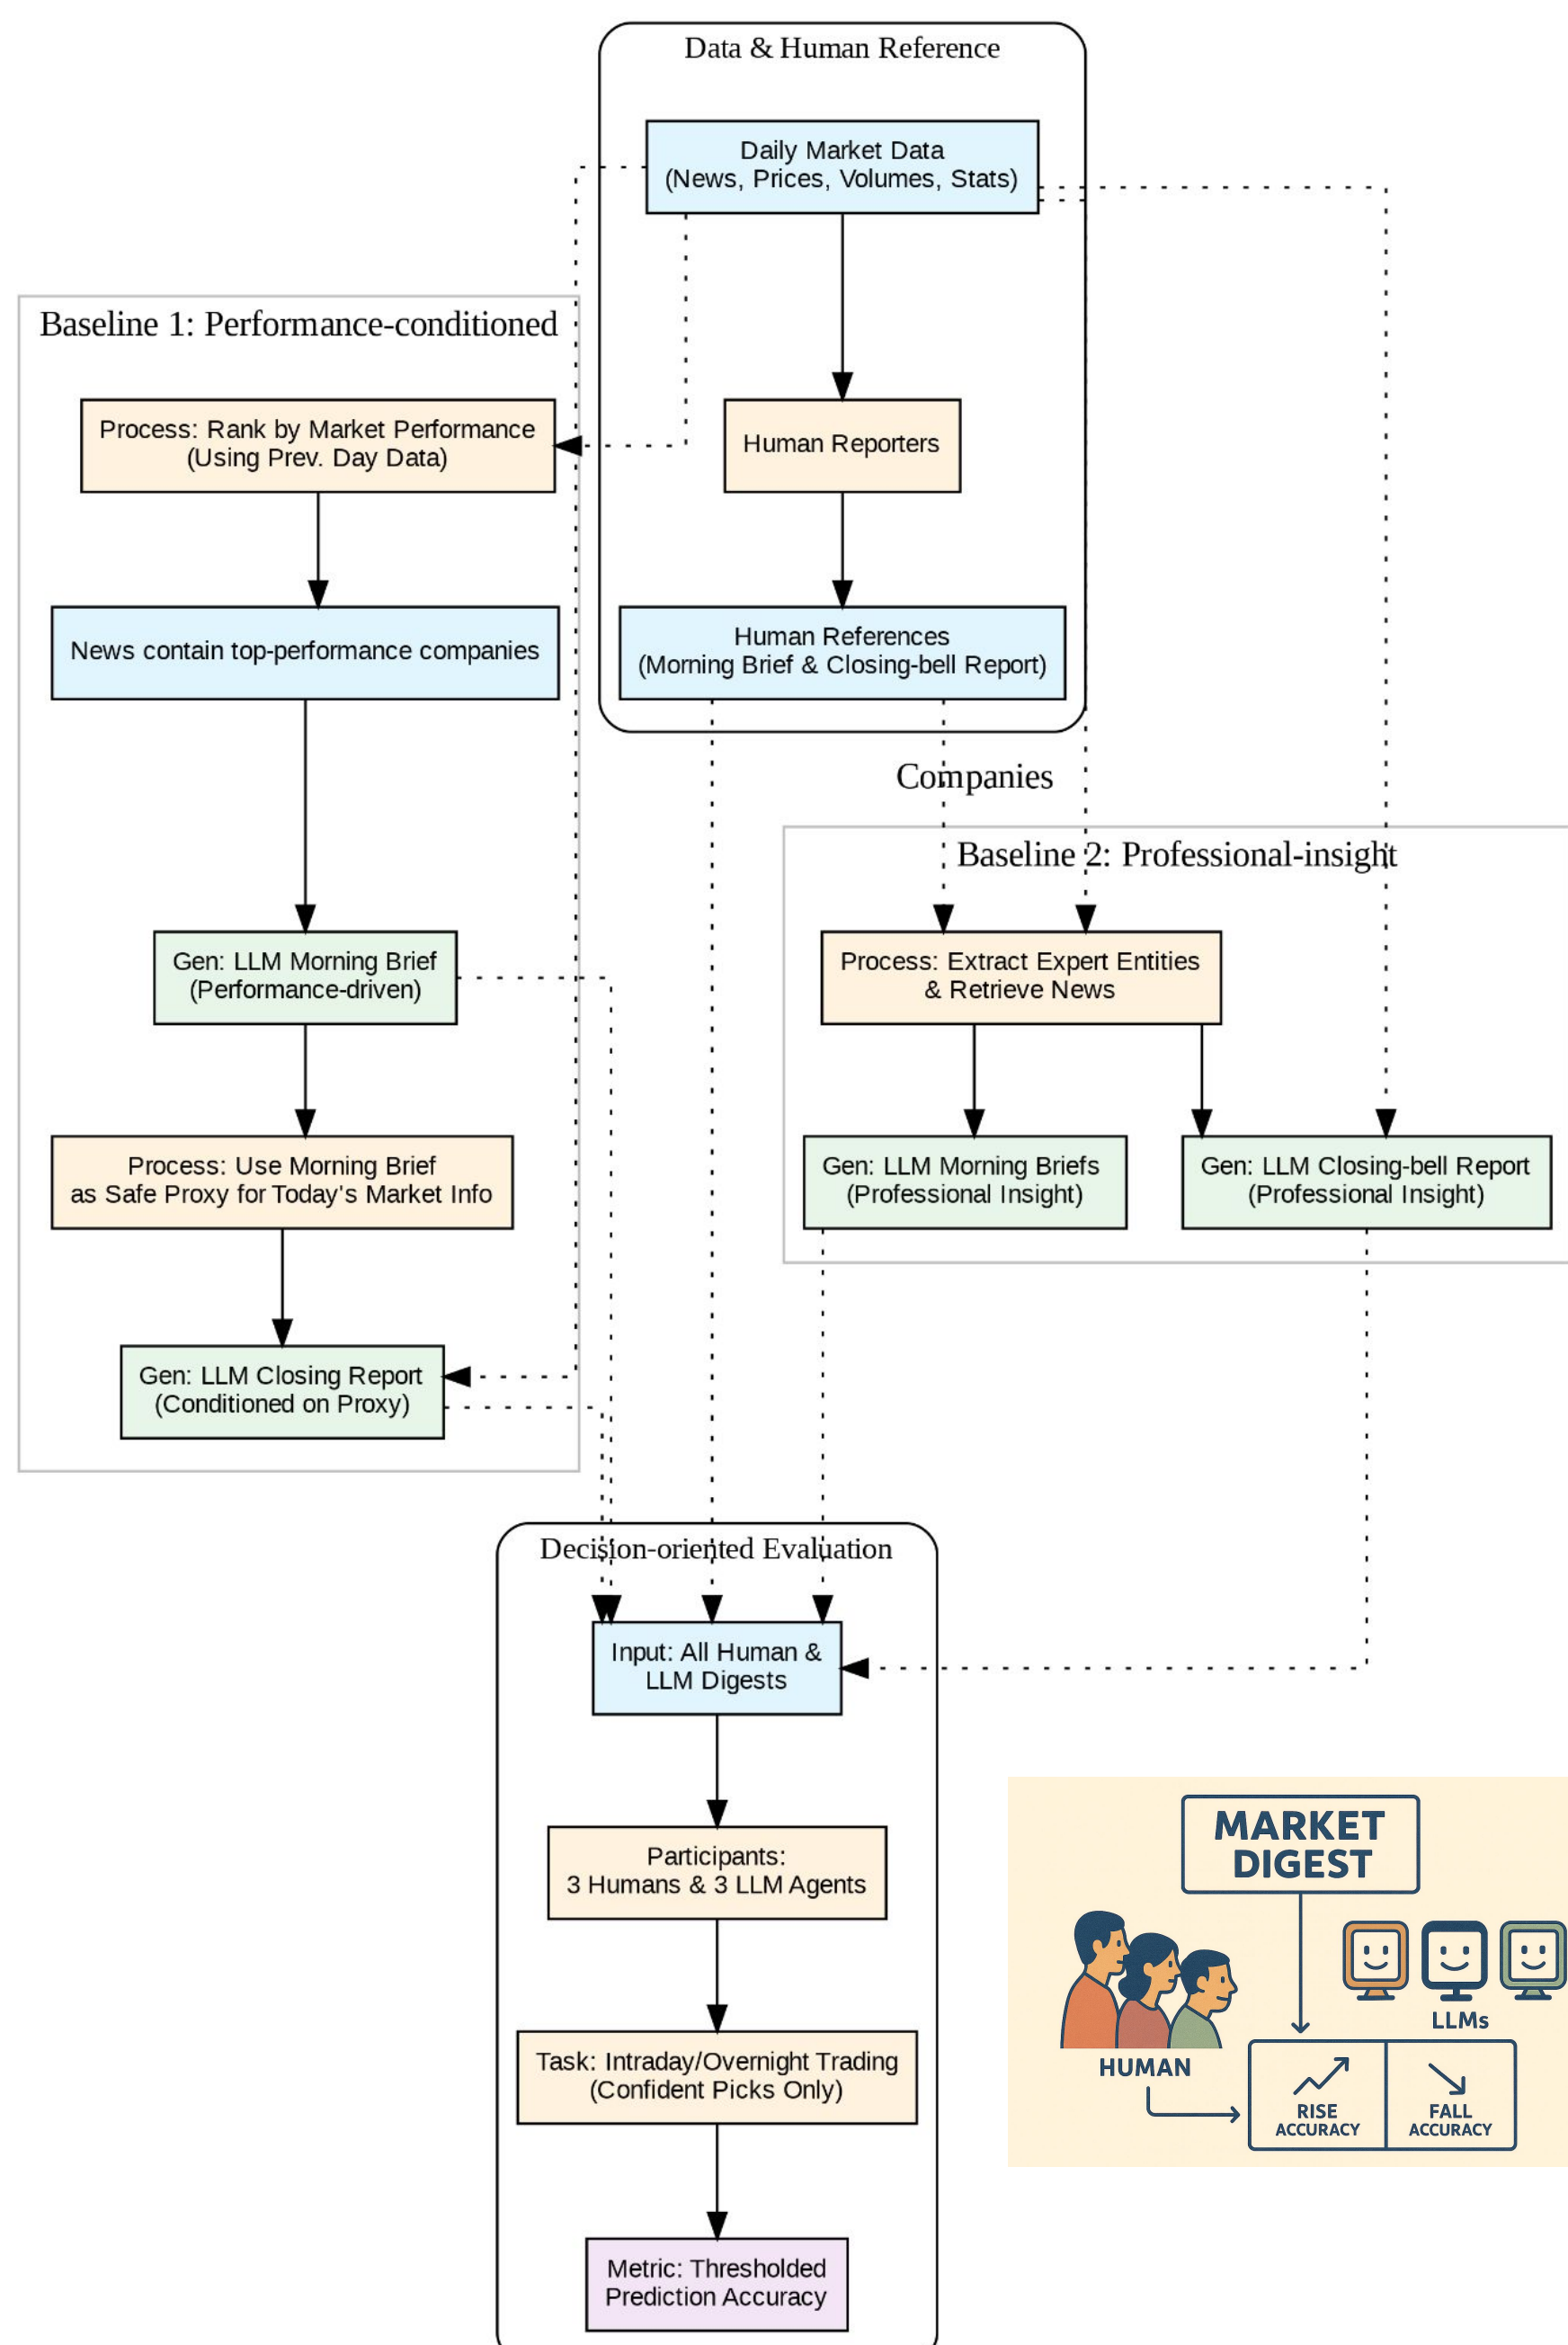 Data & Human Reference
Daily Market Data
(News, Prices, Volumes, Stats)
Human Reporters
Human References
(Morning Brief & Closing-bell Report)
Baseline 1: Performance-conditioned
Process: Rank by Market Performance
(Using Prev. Day Data)
News contain top-performance companies
Gen: LLM Morning Brief
(Performance-driven)
Process: Use Morning Brief
as Safe Proxy for Today's Market Info
Gen: LLM Closing Report
(Conditioned on Proxy)
Companies
Baseline 2: Professional-insight
Process: Extract Expert Entities
& Retrieve News
Gen: LLM Morning Briefs
(Professional Insight)
Gen: LLM Closing-bell Report
(Professional Insight)
Decision-oriented Evaluation
Input: All Human &
LLM Digests
Participants:
3 Humans & 3 LLM Agents
Task: Intraday/Overnight Trading
(Confident Picks Only)
Metric: Thresholded
Prediction Accuracy
MARKET
DIGEST
HUMAN
LLMs
RISE
ACCURACY
FALL
ACCURACY